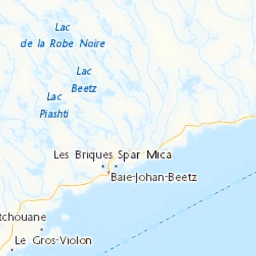 Lac
de la Robe Noire
Lac
Beetz
Lac
Piashti
Les Briques Spar Mica
Baie-Johan-Beetz
tchouane
Le Gros-Violon